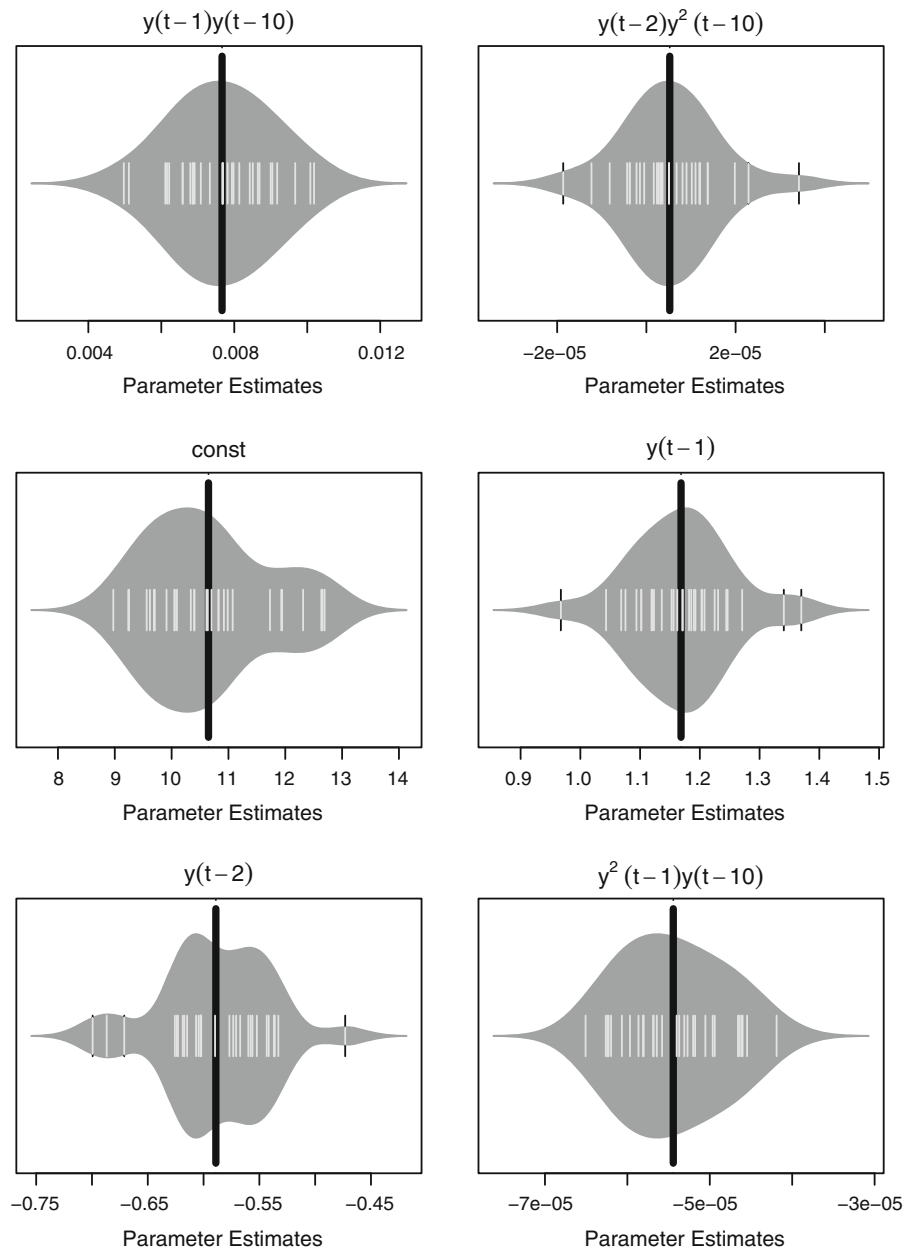 y(t−1)y(t−10)
y(t−2)y² (t−10)
0.004 0.008 0.012
−2e−05 2e−05
Parameter Estimates
Parameter Estimates
const
y(t−1)
8 9 10 11 12 13 14
0.9 1.0 1.1 1.2 1.3 1.4 1.5
Parameter Estimates
Parameter Estimates
y(t−2)
y² (t−1)y(t−10)
−0.75 −0.65 −0.55 −0.45
−7e−05 −5e−05 −3e−05
Parameter Estimates
Parameter Estimates